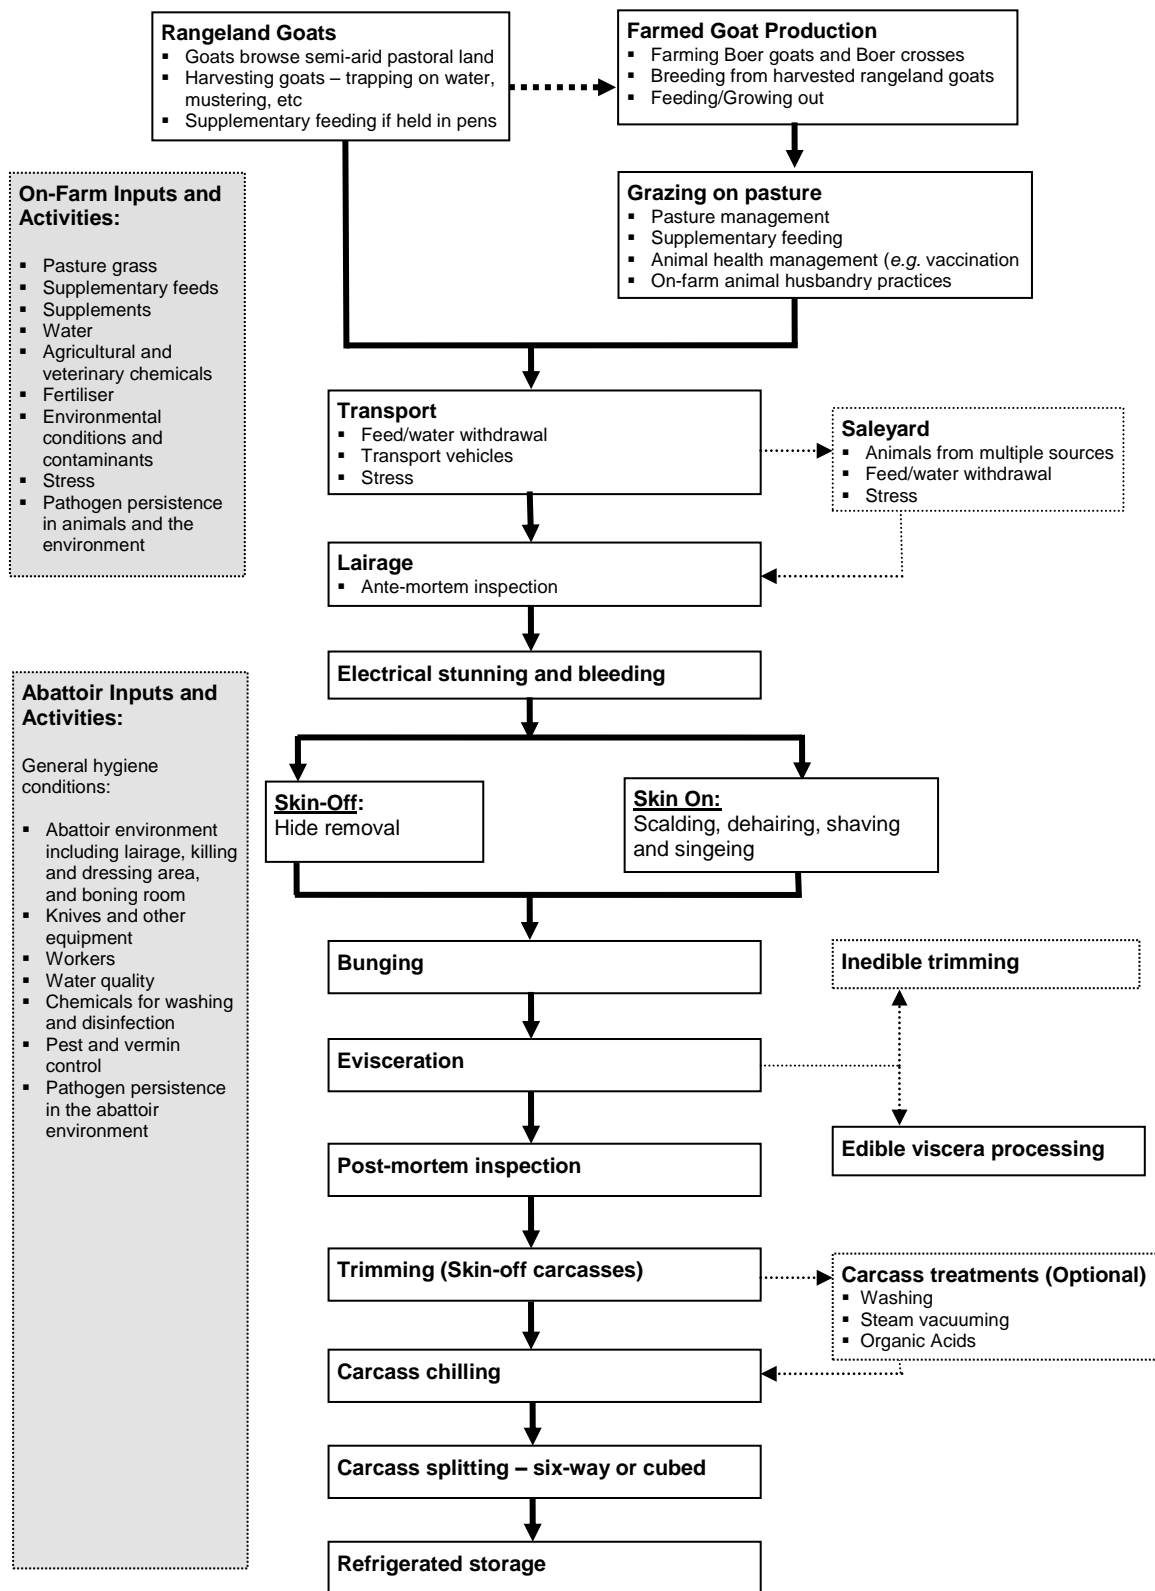 Rangeland Goats
▪ Goats browse semi-arid pastoral land
▪ Harvesting goats – trapping on water,
mustering, etc
▪ Supplementary feeding if held in pens
Farmed Goat Production
▪ Farming Boer goats and Boer crosses
▪ Breeding from harvested rangeland goats
▪ Feeding/Growing out
On-Farm Inputs and
Activities:
▪ Pasture grass
▪ Supplementary feeds
▪ Supplements
▪ Water
▪ Agricultural and
veterinary chemicals
▪ Fertiliser
▪ Environmental
conditions and
contaminants
▪ Stress
▪ Pathogen persistence
in animals and the
environment
Grazing on pasture
▪ Pasture management
▪ Supplementary feeding
▪ Animal health management (e.g. vaccination
▪ On-farm animal husbandry practices
Transport
▪ Feed/water withdrawal
▪ Transport vehicles
▪ Stress
Saleyard
▪ Animals from multiple sources
▪ Feed/water withdrawal
▪ Stress
Lairage
▪ Ante-mortem inspection
Electrical stunning and bleeding
Abattoir Inputs and
Activities:
General hygiene
conditions:
▪ Abattoir environment
including lairage, killing
and dressing area,
and boning room
▪ Knives and other
equipment
▪ Workers
▪ Water quality
▪ Chemicals for washing
and disinfection
▪ Pest and vermin
control
▪ Pathogen persistence
in the abattoir
environment
Skin-Off:
Hide removal
Skin On:
Scalding, dehairing, shaving
and singeing
Bunging
Inedible trimming
Evisceration
Edible viscera processing
Post-mortem inspection
Trimming (Skin-off carcasses)
Carcass treatments (Optional)
▪ Washing
▪ Steam vacuuming
▪ Organic Acids
Carcass chilling
Carcass splitting – six-way or cubed
Refrigerated storage